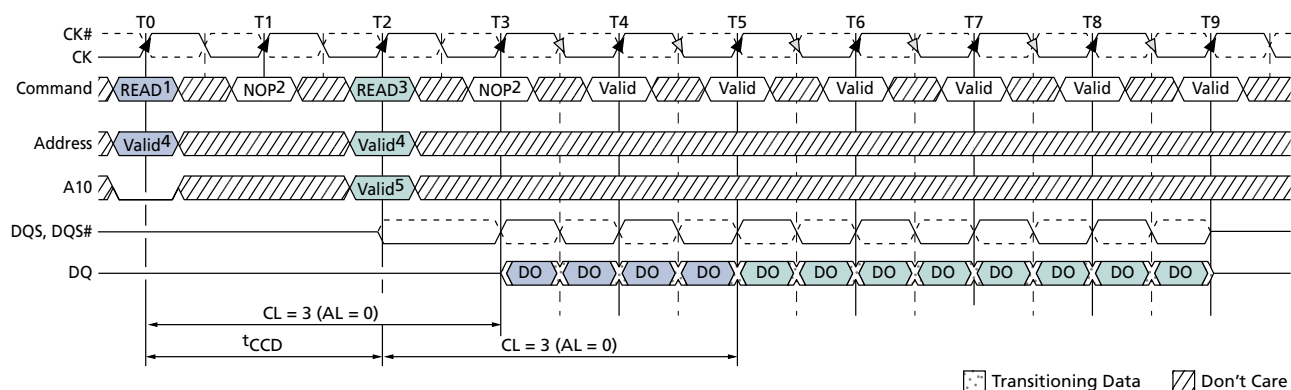 T0 T1 T2 T3 T4 T5 T6 T7 T8 T9
CK#
CK
Command READ1 NOP2 READ3 NOP2 Valid Valid Valid Valid Valid Valid
Address Valid4 Valid4
A10 Valid5
DQS, DQS#
DQ DO DO DO DO DO DO DO DO DO DO DO DO
CL = 3 (AL = 0)
tCCD CL = 3 (AL = 0)
Transitioning Data Don't Care